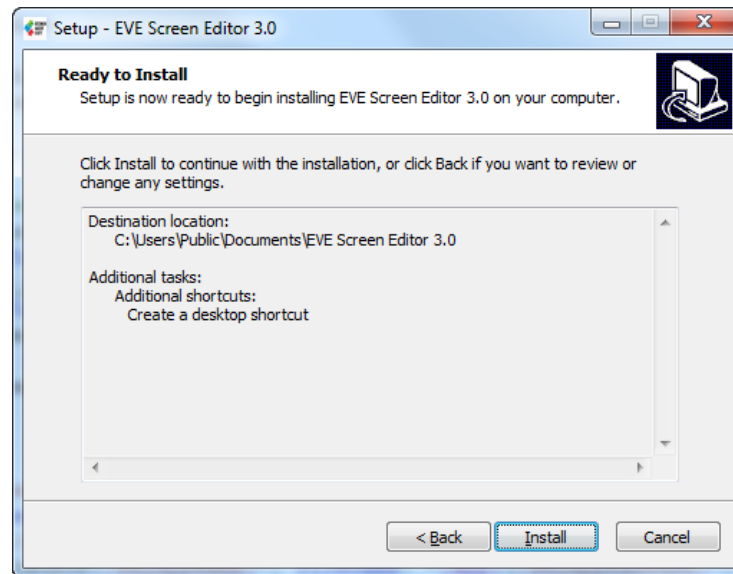 Setup - EVE Screen Editor 3.0
Ready to Install
Setup is now ready to begin installing EVE Screen Editor 3.0 on your computer.
Click Install to continue with the installation, or click Back if you want to review or
change any settings.
Destination location:
C:\Users\Public\Documents\EVE Screen Editor 3.0
Additional tasks:
Additional shortcuts:
Create a desktop shortcut
< Back
Install
Cancel